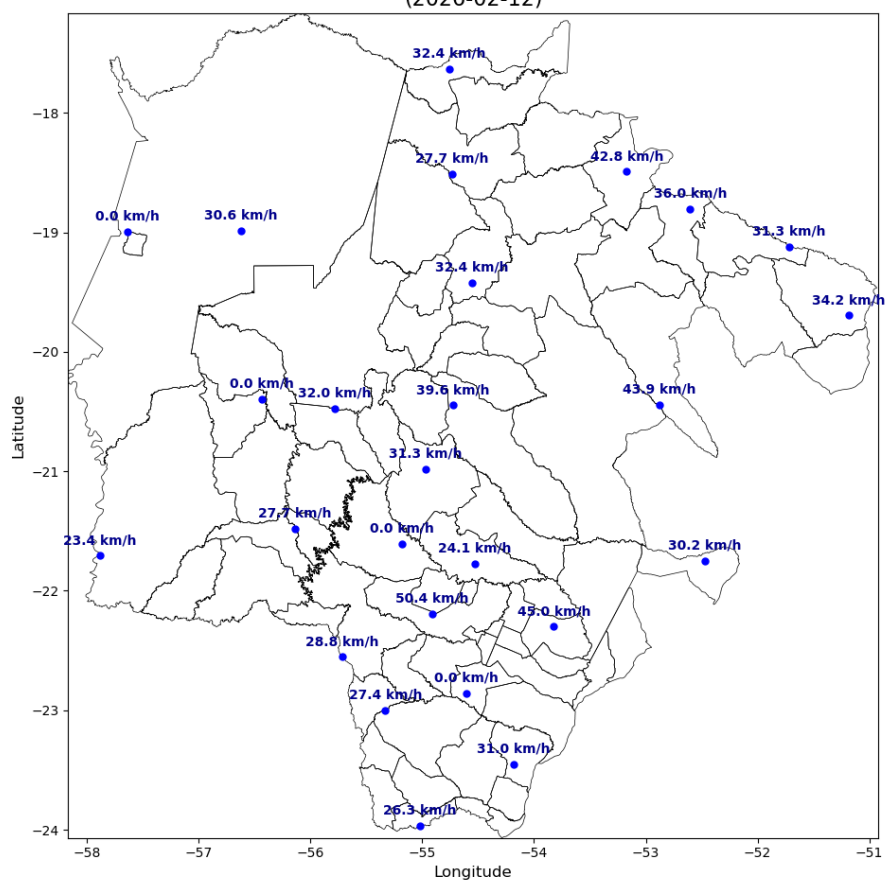 (2026-02-12)
32.4 km/h
−18
27.7 km/h
42.8 km/h
36.0 km/h
0.0 km/h
30.6 km/h
31.3 km/h
−19
32.4 km/h
34.2 km/h
−20
0.0 km/h
32.0 km/h
39.6 km/h
43.9 km/h
Latitude
31.3 km/h
−21
27.7 km/h
0.0 km/h
23.4 km/h
24.1 km/h
30.2 km/h
−22
50.4 km/h
45.0 km/h
28.8 km/h
0.0 km/h
27.4 km/h
−23
31.0 km/h
26.3 km/h
−24
−58 −57 −56 −55 −54 −53 −52 −51
Longitude